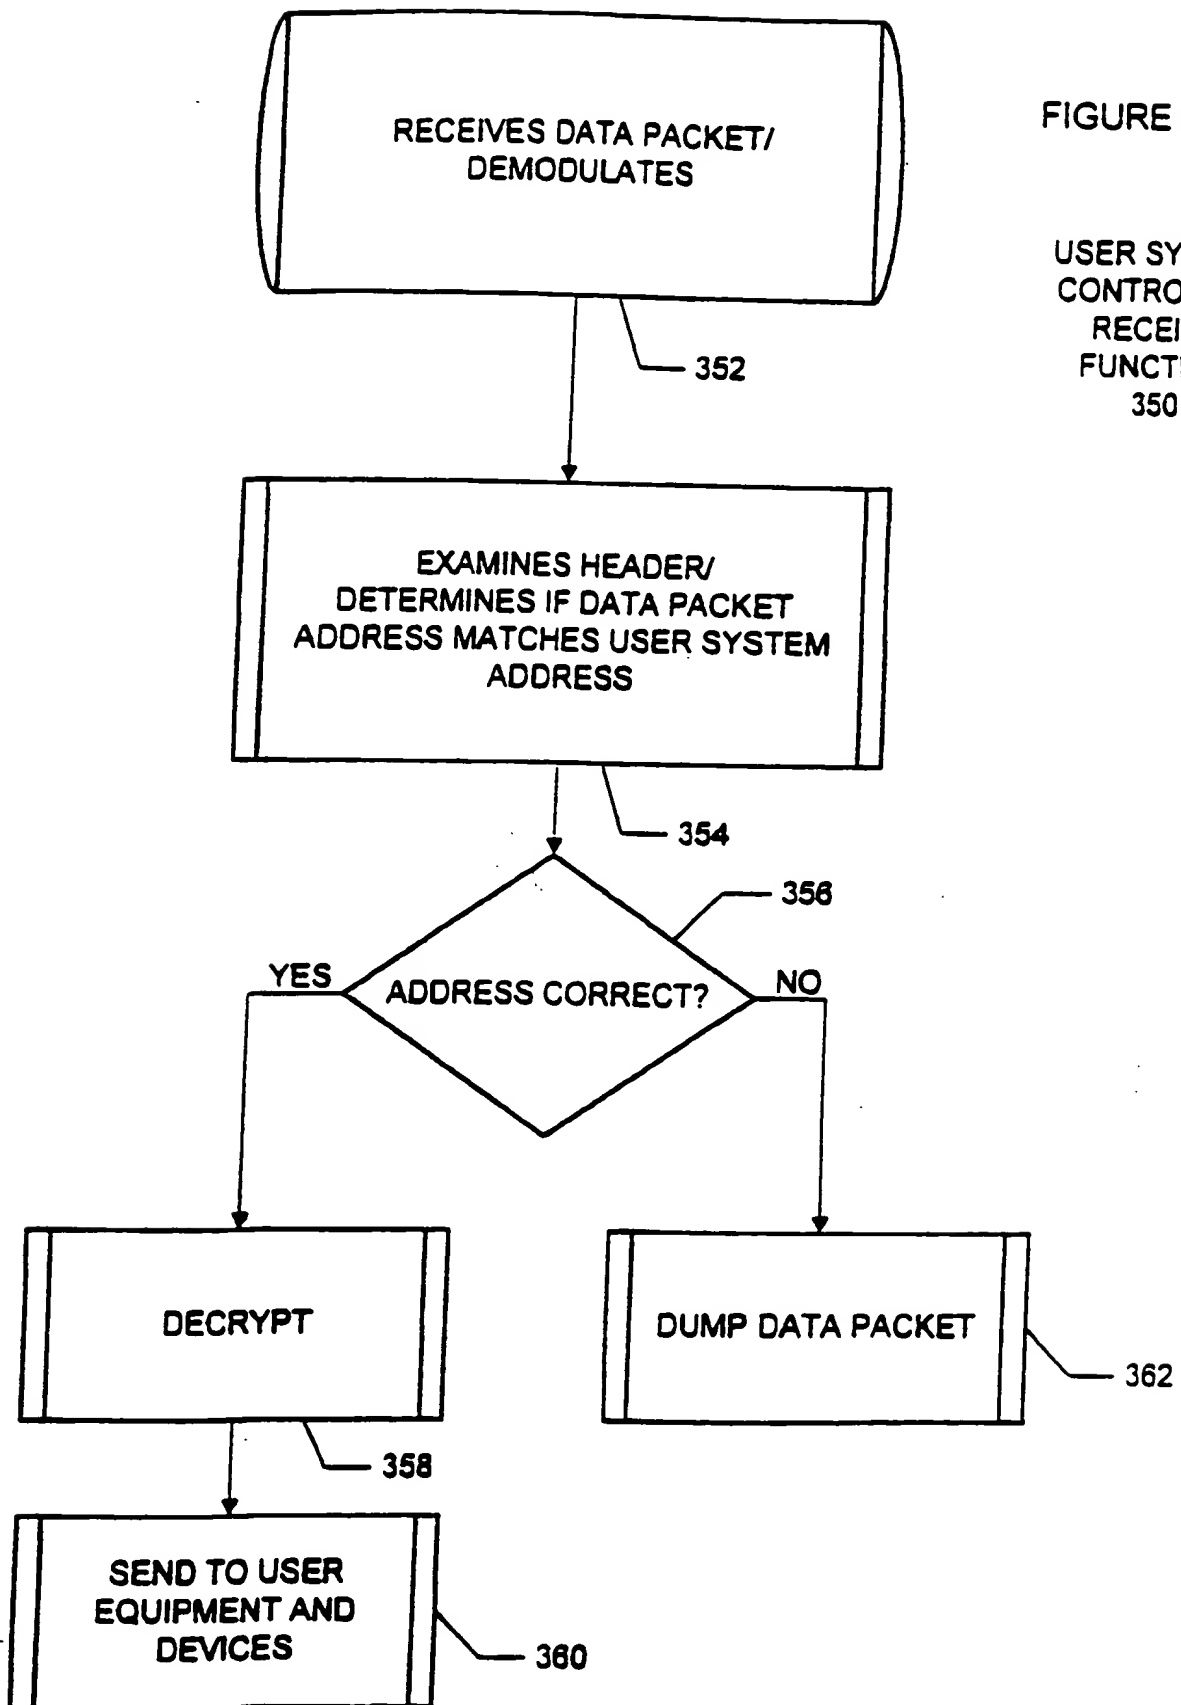 RECEIVES DATA PACKET/
DEMODULATES
FIGURE
USER SY
CONTRO
RECEI
FUNCT
350
352
EXAMINES HEADER/
DETERMINES IF DATA PACKET
ADDRESS MATCHES USER SYSTEM
ADDRESS
354
356
YES
ADDRESS CORRECT?
NO
DECRYPT
DUMP DATA PACKET
362
358
SEND TO USER
EQUIPMENT AND
DEVICES
360